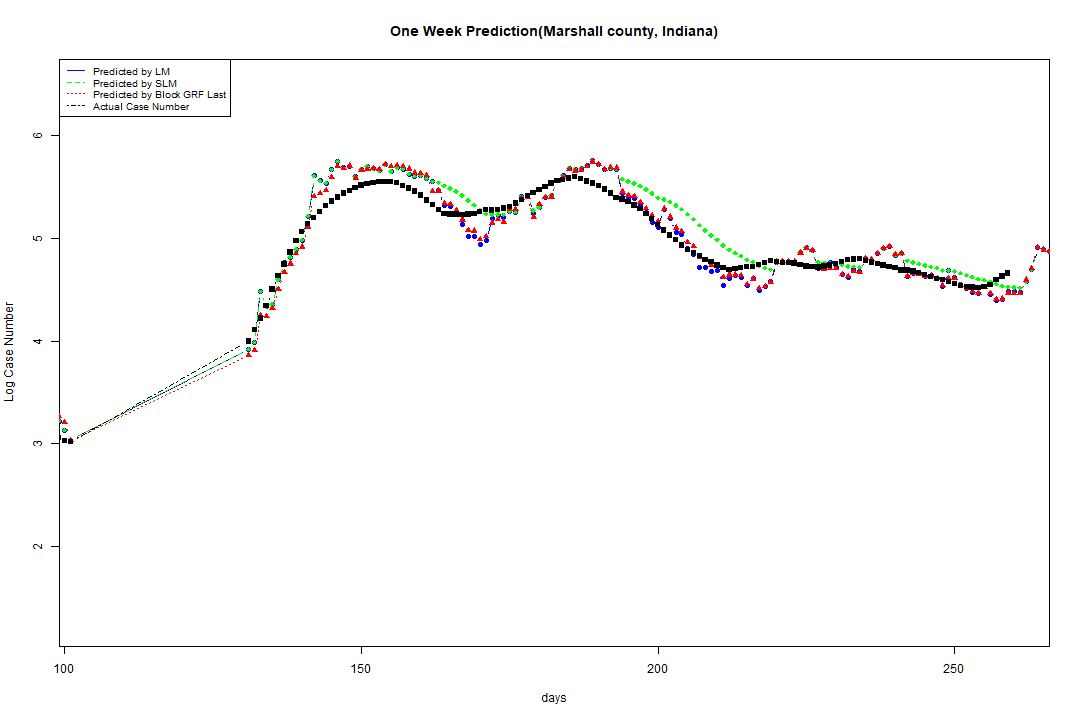 One Week Prediction(Marshall county, Indiana)
Predicted by LM
Predicted by SLM
Predicted by Block GRF Last
Actual Case Number
6
5
4
3
2
Log Case Number
100 150 200 250
days